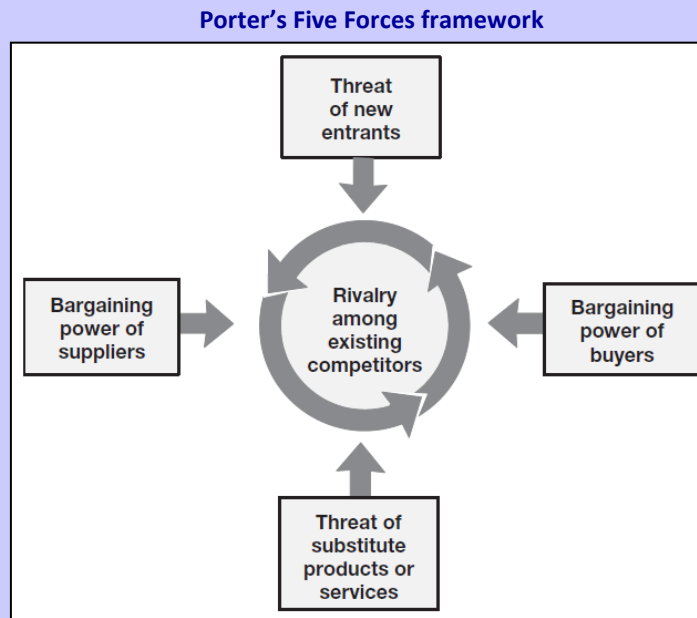 Porter’s Five Forces framework
Threat
of new
entrants
Bargaining
power of
suppliers
Rivalry
among
existing
competitors
Bargaining
power of
buyers
Threat of
substitute
products or
services